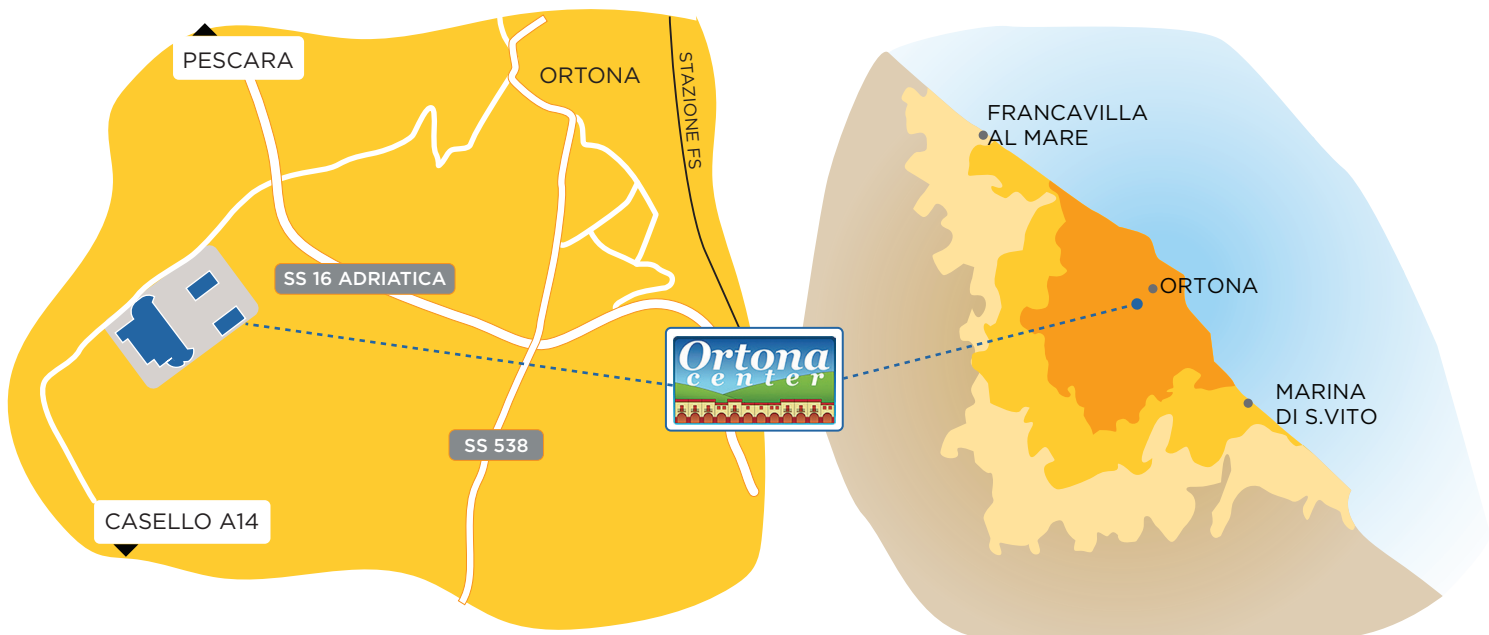 PESCARA
ORTONA
STAZIONE FS
SS 16 ADRIATICA
SS 538
CASELLO A14
Ortona
center
FRANCAVILLA
AL MARE
ORTONA
MARINA
DI S.VITO